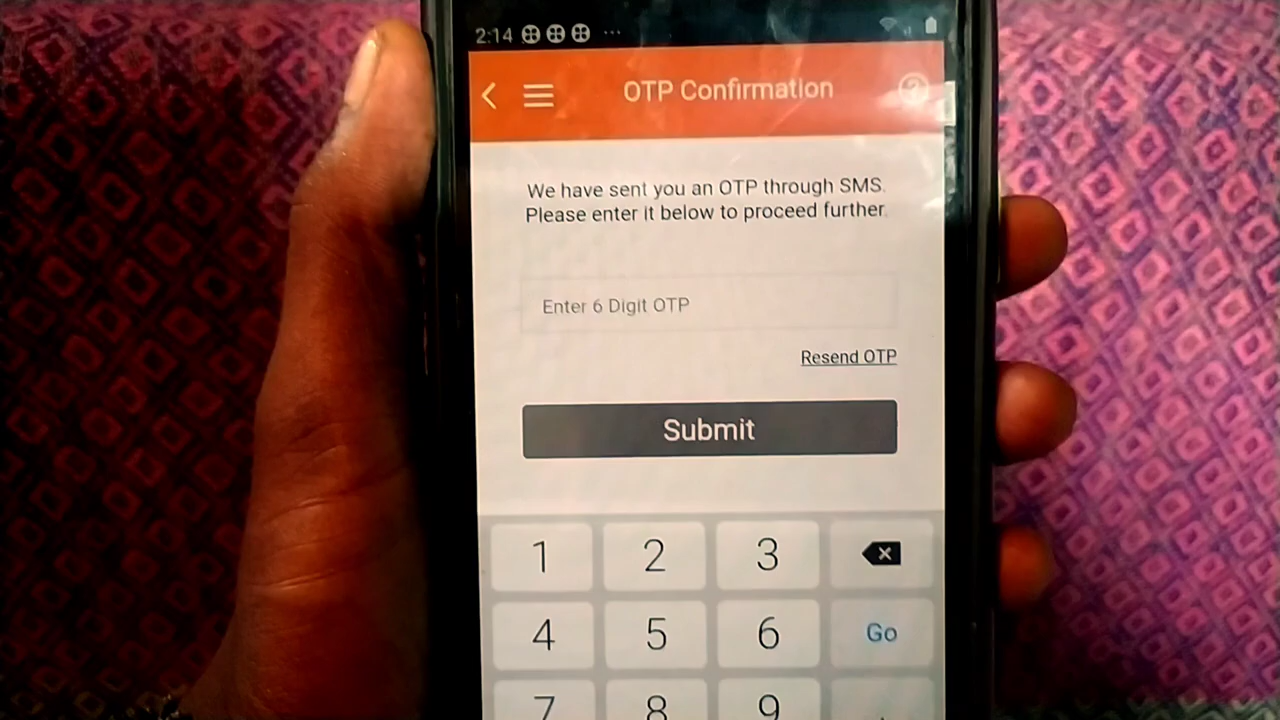 2:14
OTP Confirmation
We have sent you an OTP through SMS.
Please enter it below to proceed further.
Enter 6 Digit OTP
Resend OTP
Submit
1 2 3
4 5 6 Go
7 8 9